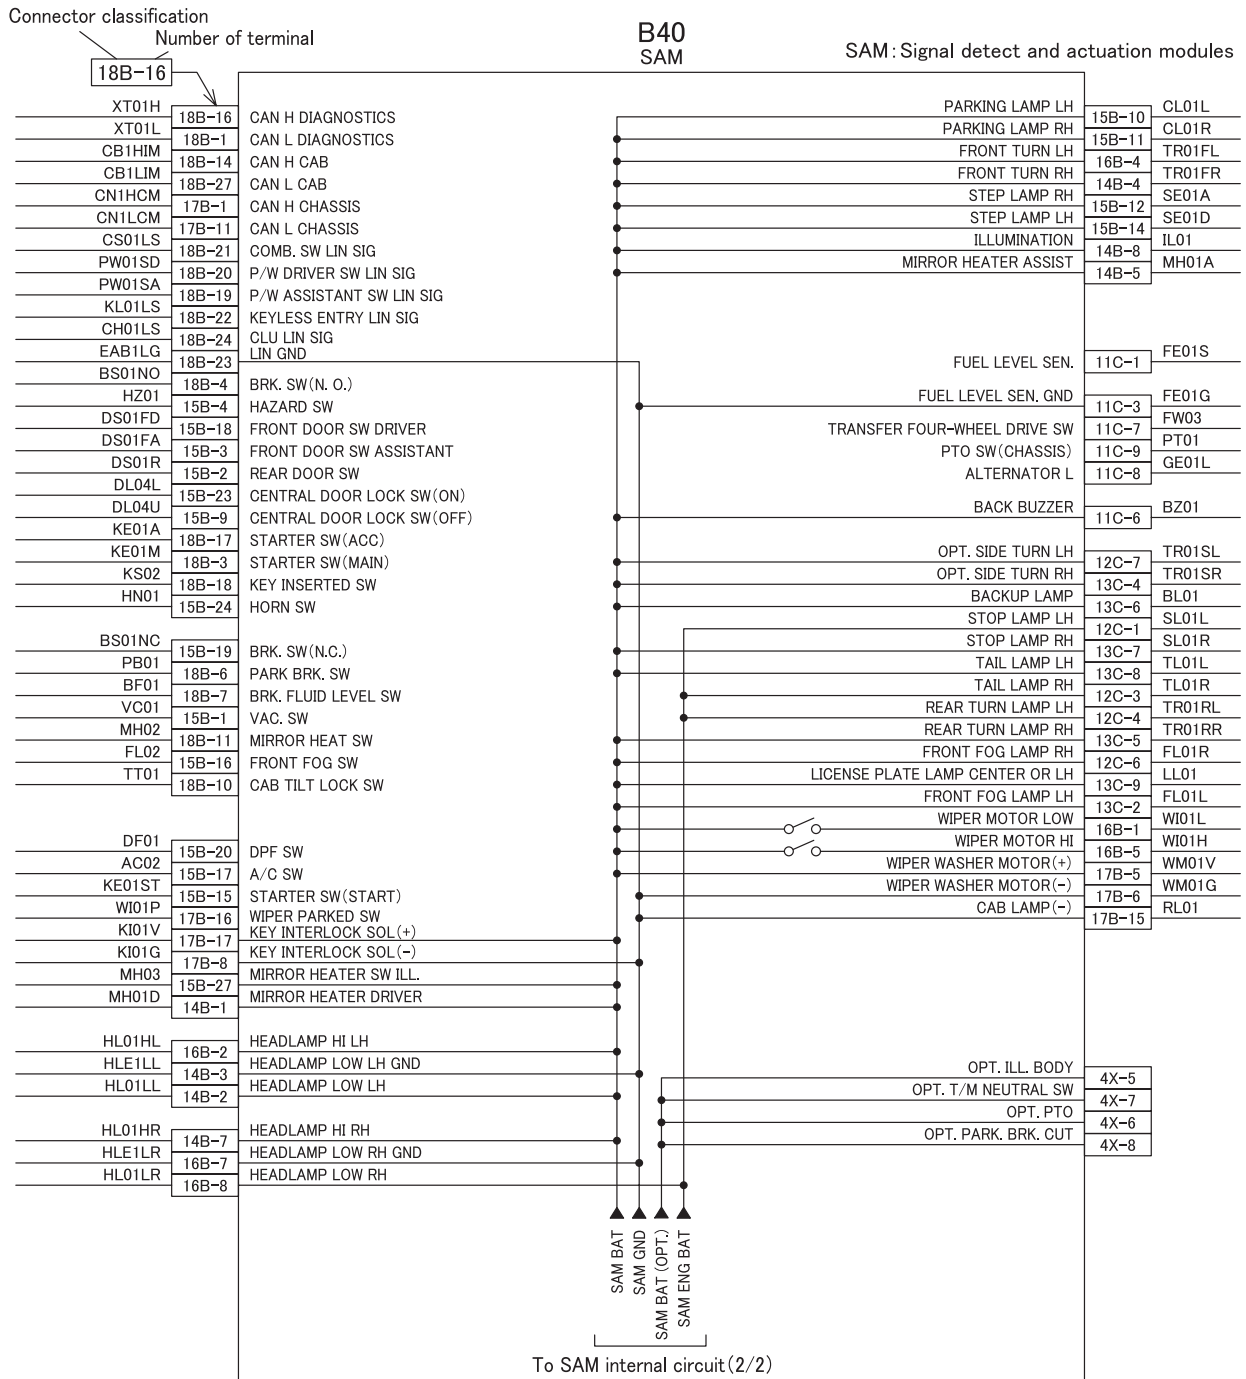 Connector classification
Number of terminal
18B-16
B40
SAM
SAM:Signal detect and actuation modules
XT01H 18B-16 CAN H DIAGNOSTICS
XT01L 18B-1 CAN L DIAGNOSTICS
CB1HIM 18B-14 CAN H CAB
CB1LIM 18B-27 CAN L CAB
CN1HCM 17B-1 CAN H CHASSIS
CN1LCM 17B-11 CAN L CHASSIS
CS01LS 18B-21 COMB. SW LIN SIG
PW01SD 18B-20 P/W DRIVER SW LIN SIG
PW01SA 18B-19 P/W ASSISTANT SW LIN SIG
KL01LS 18B-22 KEYLESS ENTRY LIN SIG
CH01LS 18B-24 CLU LIN SIG
EAB1LG 18B-23 LIN GND
BS01NO 18B-4 BRK. SW(N. O.)
HZ01 15B-4 HAZARD SW
DS01FD 15B-18 FRONT DOOR SW DRIVER
DS01FA 15B-3 FRONT DOOR SW ASSISTANT
DS01R 15B-2 REAR DOOR SW
DL04L 15B-23 CENTRAL DOOR LOCK SW(ON)
DL04U 15B-9 CENTRAL DOOR LOCK SW(OFF)
KE01A 18B-17 STARTER SW(ACC)
KE01M 18B-3 STARTER SW(MAIN)
KS02 18B-18 KEY INSERTED SW
HN01 15B-24 HORN SW
BS01NC 15B-19 BRK. SW(N.C.)
PB01 18B-6 PARK BRK. SW
BF01 18B-7 BRK. FLUID LEVEL SW
VC01 15B-1 VAC. SW
MH02 18B-11 MIRROR HEAT SW
FL02 15B-16 FRONT FOG SW
TT01 18B-10 CAB TILT LOCK SW
DF01 15B-20 DPF SW
AC02 15B-17 A/C SW
KE01ST 15B-15 STARTER SW(START)
WI01P 17B-16 WIPER PARKED SW
KI01V 17B-17 KEY INTERLOCK SOL(+)
KI01G 17B-8 KEY INTERLOCK SOL(-)
MH03 15B-27 MIRROR HEATER SW ILL.
MH01D 14B-1 MIRROR HEATER DRIVER
HL01HL 16B-2 HEADLAMP HI LH
HLE1LL 14B-3 HEADLAMP LOW LH GND
HL01LL 14B-2 HEADLAMP LOW LH
HL01HR 14B-7 HEADLAMP HI RH
HLE1LR 16B-7 HEADLAMP LOW RH GND
HL01LR 16B-8 HEADLAMP LOW RH
PARKING LAMP LH 15B-10 CL01L
PARKING LAMP RH 15B-11 CL01R
FRONT TURN LH 16B-4 TR01FL
FRONT TURN RH 14B-4 TR01FR
STEP LAMP RH 15B-12 SE01A
STEP LAMP LH 15B-14 SE01D
ILLUMINATION 14B-8 IL01
MIRROR HEATER ASSIST 14B-5 MH01A
FUEL LEVEL SEN. 11C-1 FE01S
FUEL LEVEL SEN. GND 11C-3 FE01G
TRANSFER FOUR-WHEEL DRIVE SW 11C-7 FW03
PTO SW(CHASSIS) 11C-9 PT01
ALTERNATOR L 11C-8 GE01L
BACK BUZZER 11C-6 BZ01
OPT. SIDE TURN LH 12C-7 TR01SL
OPT. SIDE TURN RH 13C-4 TR01SR
BACKUP LAMP 13C-6 BL01
STOP LAMP LH 12C-1 SL01L
STOP LAMP RH 13C-7 SL01R
TAIL LAMP LH 13C-8 TL01L
TAIL LAMP RH 12C-3 TL01R
REAR TURN LAMP LH 12C-4 TR01RL
REAR TURN LAMP RH 13C-5 TR01RR
FRONT FOG LAMP RH 12C-6 FL01R
LICENSE PLATE LAMP CENTER OR LH 13C-9 LL01
FRONT FOG LAMP LH 13C-2 FL01L
WIPER MOTOR LOW 16B-1 WI01L
WIPER MOTOR HI 16B-5 WI01H
WIPER WASHER MOTOR(+) 17B-5 WM01V
WIPER WASHER MOTOR(-) 17B-6 WM01G
CAB LAMP(-) 17B-15 RL01
OPT. ILL. BODY 4X-5
OPT. T/M NEUTRAL SW 4X-7
OPT. PTO 4X-6
OPT. PARK. BRK. CUT 4X-8
SAM BAT
SAM GND
SAM BAT (OPT.)
SAM ENG BAT
To SAM internal circuit(2/2)